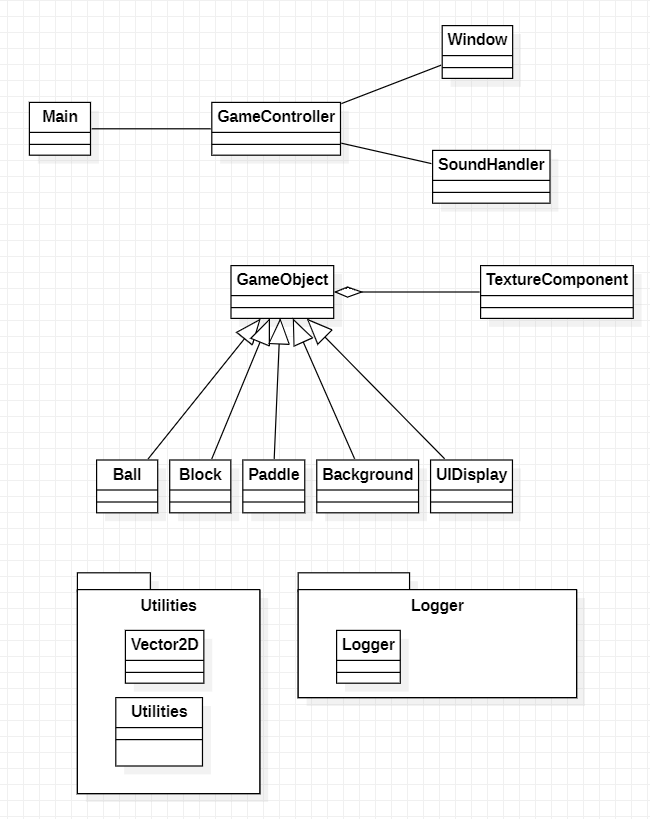 Window
Main
GameController
SoundHandler
GameObject
TextureComponent
Ball
Block
Paddle
Background
UIDisplay
Utilities
Vector2D
Utilities
Logger
Logger